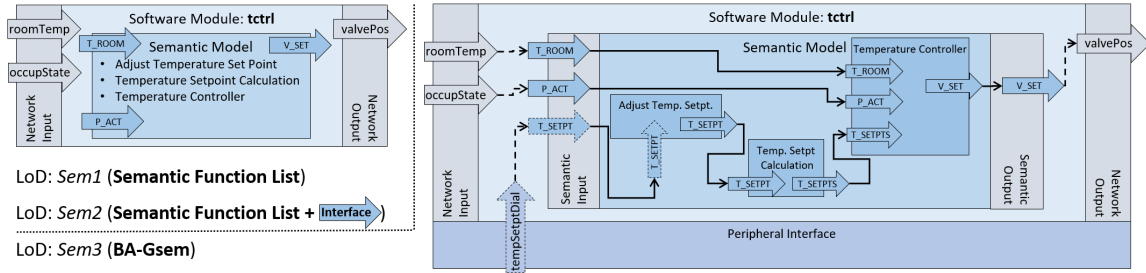 Software Module: tctrl
roomTemp
valvePos
T_ROOM
Semantic Model
V_SET
• Adjust Temperature Set Point
occupState
• Temperature Setpoint Calculation
• Temperature Controller
P_ACT
Network
Input
Network
Output
LoD: Sem1 (Semantic Function List)
LoD: Sem2 (Semantic Function List + Interface )
LoD: Sem3 (BA-Gsem)
Software Module: tctrl
roomTemp
T_ROOM
Semantic Model
Temperature Controller
valvePos
T_ROOM
occupState
P_ACT
V_SET
V_SET
Adjust Temp. Setpt.
P_ACT
T_SETPT
T_SETPT
T_SETPTS
T_SETPT
Temp. Setpt
Calculation
T_SETPT
T_SETPTS
Network
Input
Semantic
Input
Semantic
Output
Network
Output
tempSetptDial
Peripheral Interface